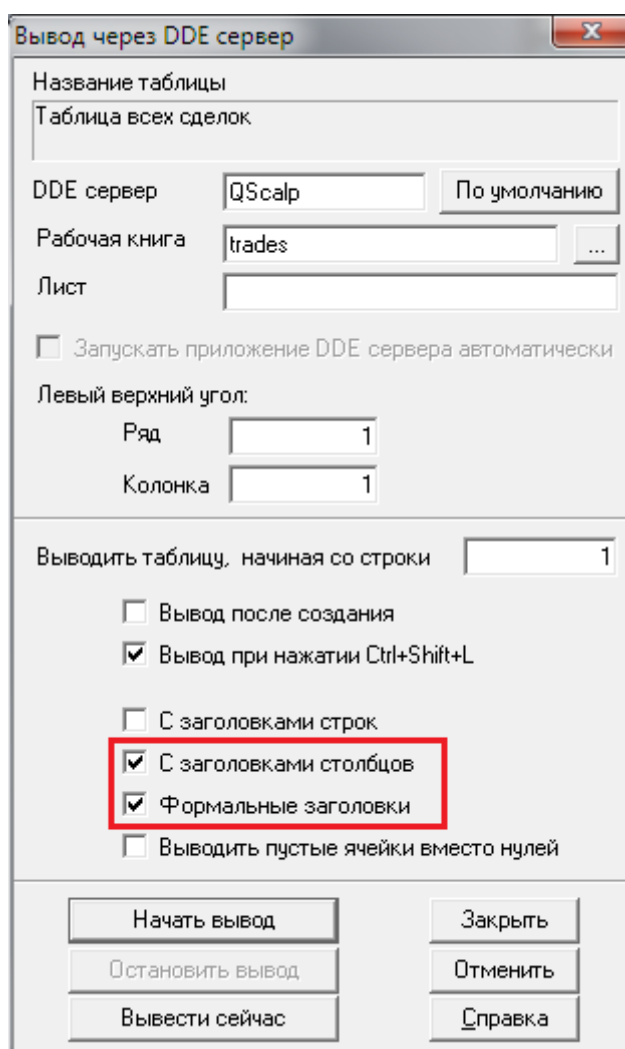 Вывод через DDE сервер
Название таблицы
Таблица всех сделок
DDE сервер QScalp По умолчанию
Рабочая книга trades ...
Лист
Запускать приложение DDE сервера автоматически
Левый верхний угол:
Ряд 1
Колонка 1
Выводить таблицу, начиная со строки 1
Вывод после создания
Вывод при нажатии Ctrl+Shift+L
С заголовками строк
С заголовками столбцов
Формальные заголовки
Выводить пустые ячейки вместо нулей
Начать вывод Закрыть
Остановить вывод Отменить
Вывести сейчас Справка